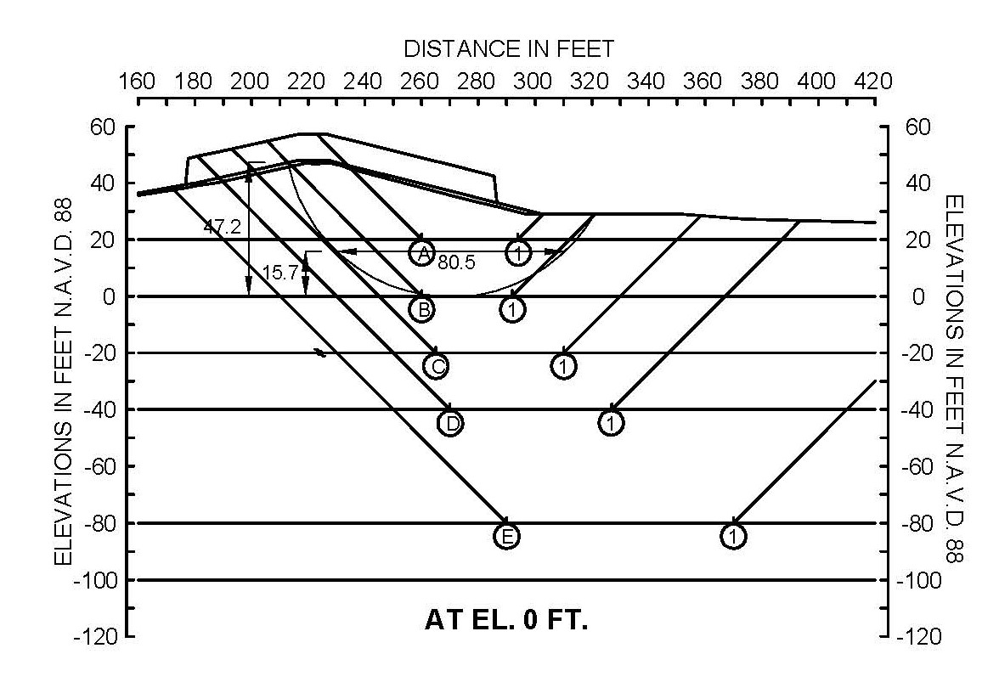 DISTANCE IN FEET
160 180 200 220 240 260 280 300 320 340 360 380 400 420
60 60
40 40
47.2
20 20
A 1
80.5
15.7
0 0
B 1
-20 -20
C 1
-40 -40
D 1
-60 -60
-80 -80
E 1
-100 -100
-120 -120
ELEVATIONS IN FEET N.A.V.D. 88
ELEVATIONS IN FEET N.A.V.D. 88
AT EL. 0 FT.